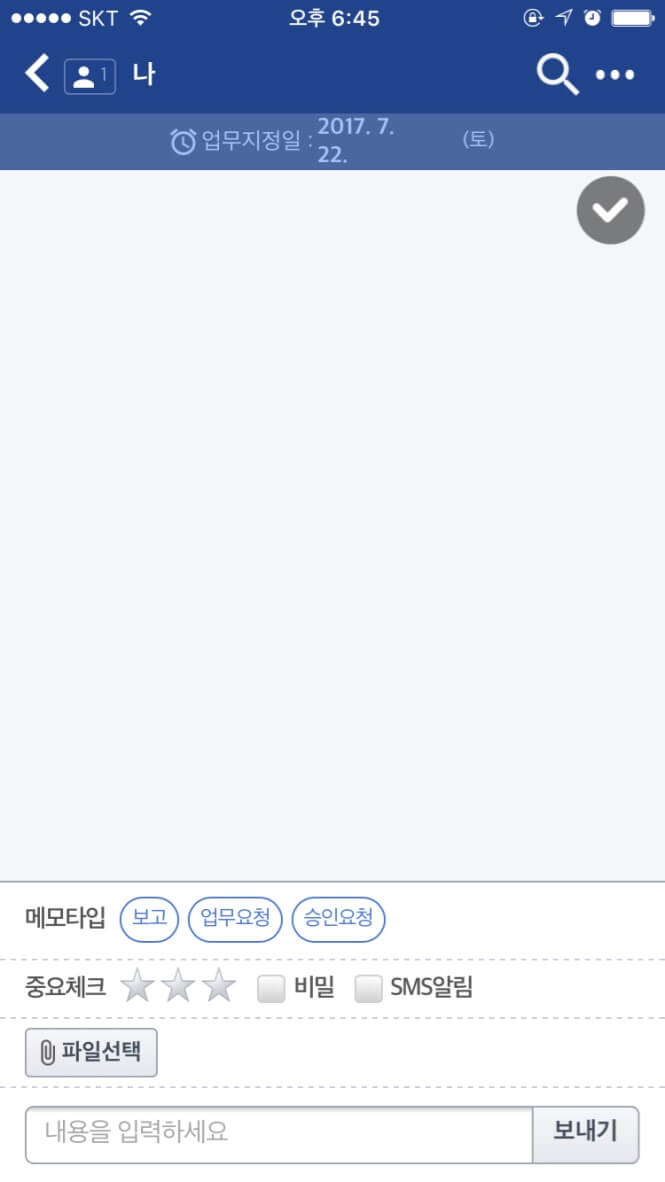 SKT 오후 6:45
1 나
업무지정일 : 2017. 7. 22. (토)
메모타입 보고 업무요청 승인요청
중요체크 비밀 SMS알림
파일선택
내용을 입력하세요 보내기